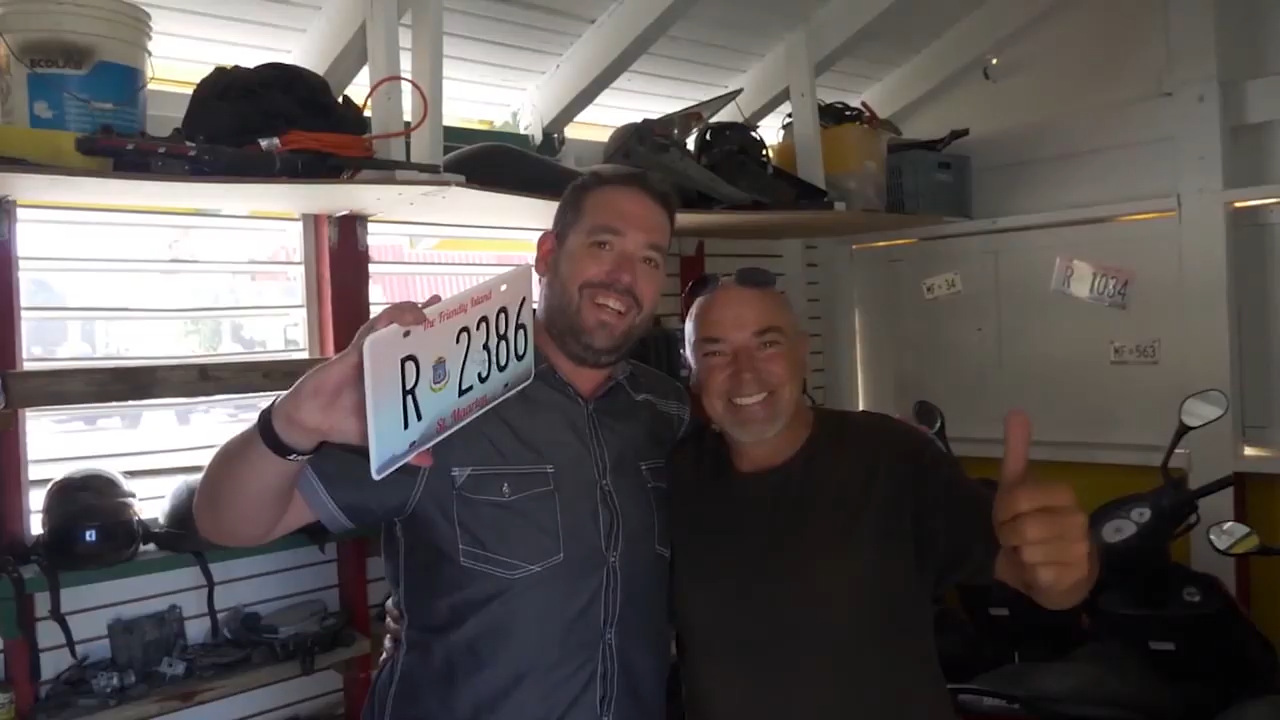 ECOLAB
The Friendly Island
R 2386
St. Maarten
MF - 34
R 1034
MF - 563